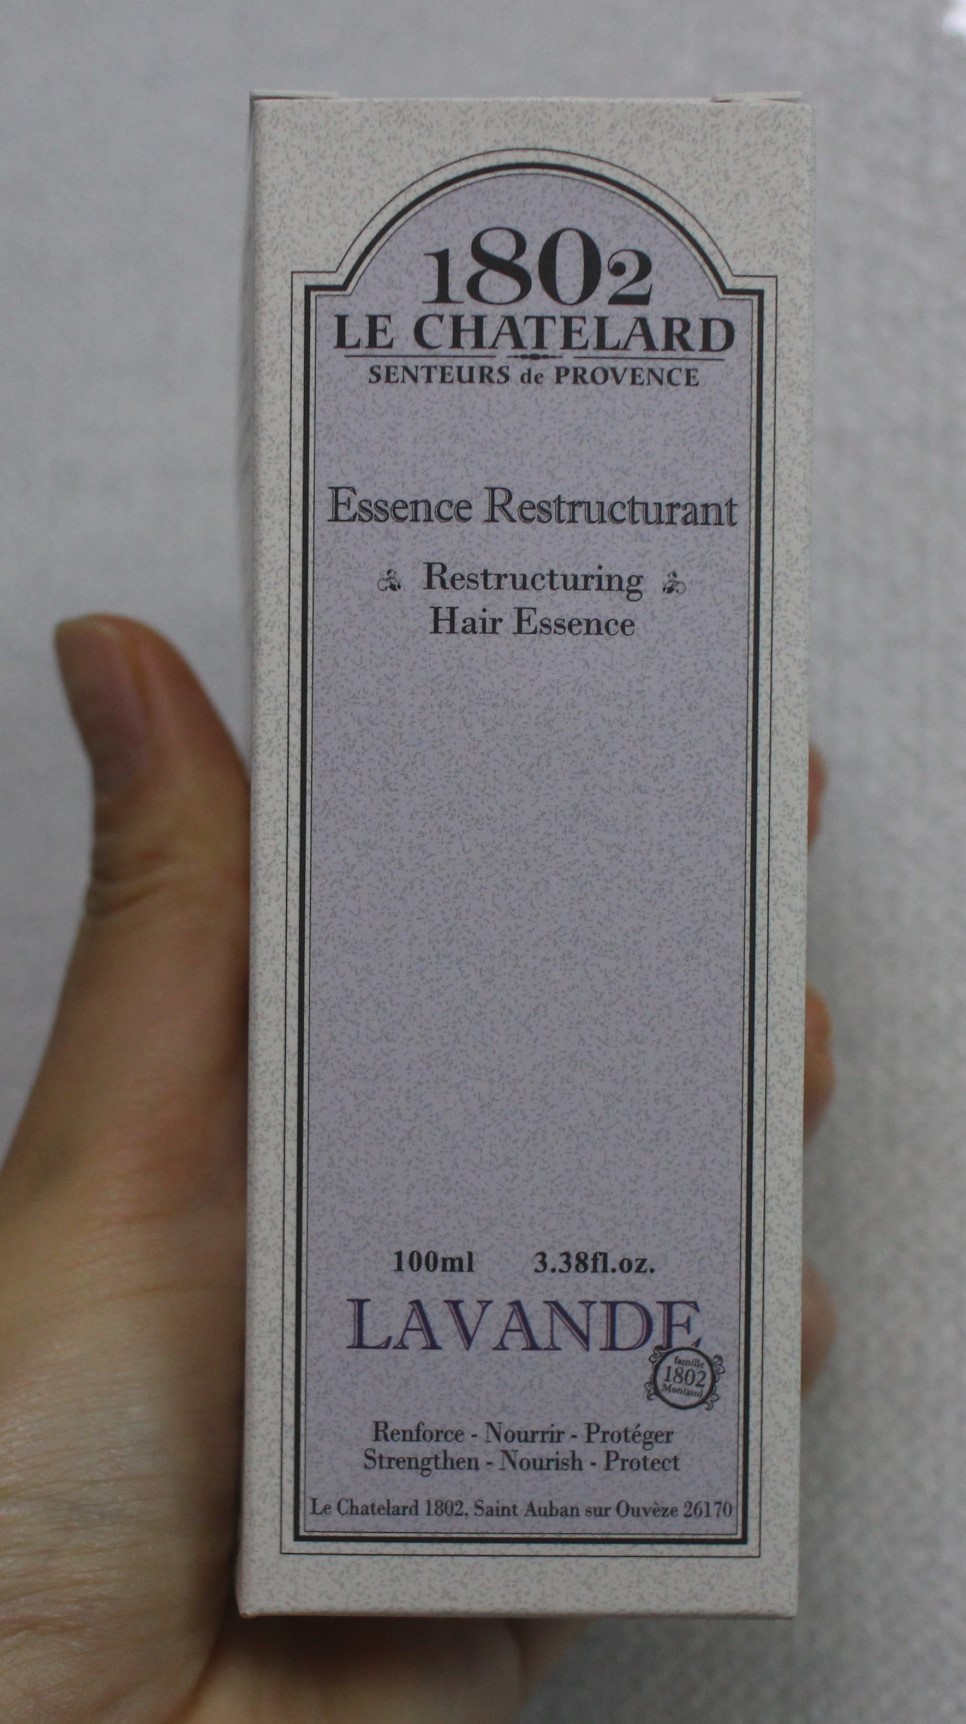 1802
LE CHATELARD
SENTEURS de PROVENCE
Essence Restructurant
Restructuring
Hair Essence
100ml 3.38fl.oz.
LAVANDE
famille
1802
Montaud
Renforce - Nourrir - Protéger
Strengthen - Nourish - Protect
Le Chatelard 1802, Saint Auban sur Ouvèze 26170